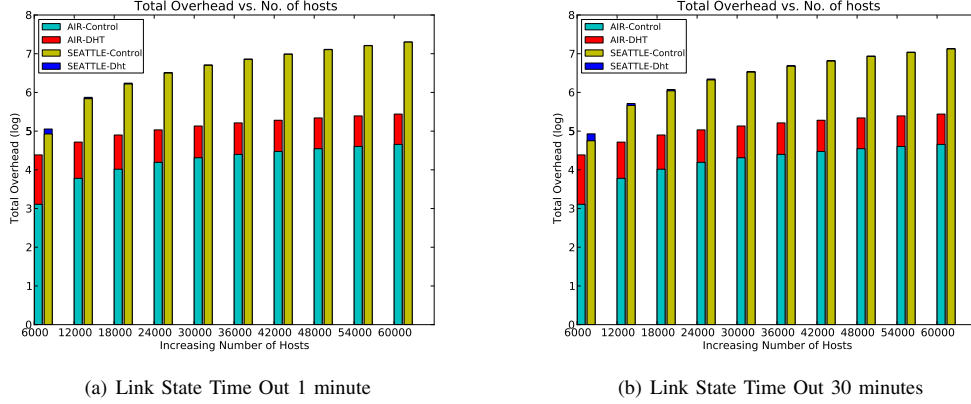 Total Overhead vs. No. of hosts
8
7
6
5
4
3
2
1
0
Total Overhead (log)
AIR-Control
AIR-DHT
SEATTLE-Control
SEATTLE-Dht
6000 12000 18000 24000 30000 36000 42000 48000 54000 60000
Increasing Number of Hosts
(a) Link State Time Out 1 minute
Total Overhead vs. No. of hosts
8
7
6
5
4
3
2
1
0
Total Overhead (log)
AIR-Control
AIR-DHT
SEATTLE-Control
SEATTLE-Dht
6000 12000 18000 24000 30000 36000 42000 48000 54000 60000
Increasing Number of Hosts
(b) Link State Time Out 30 minutes